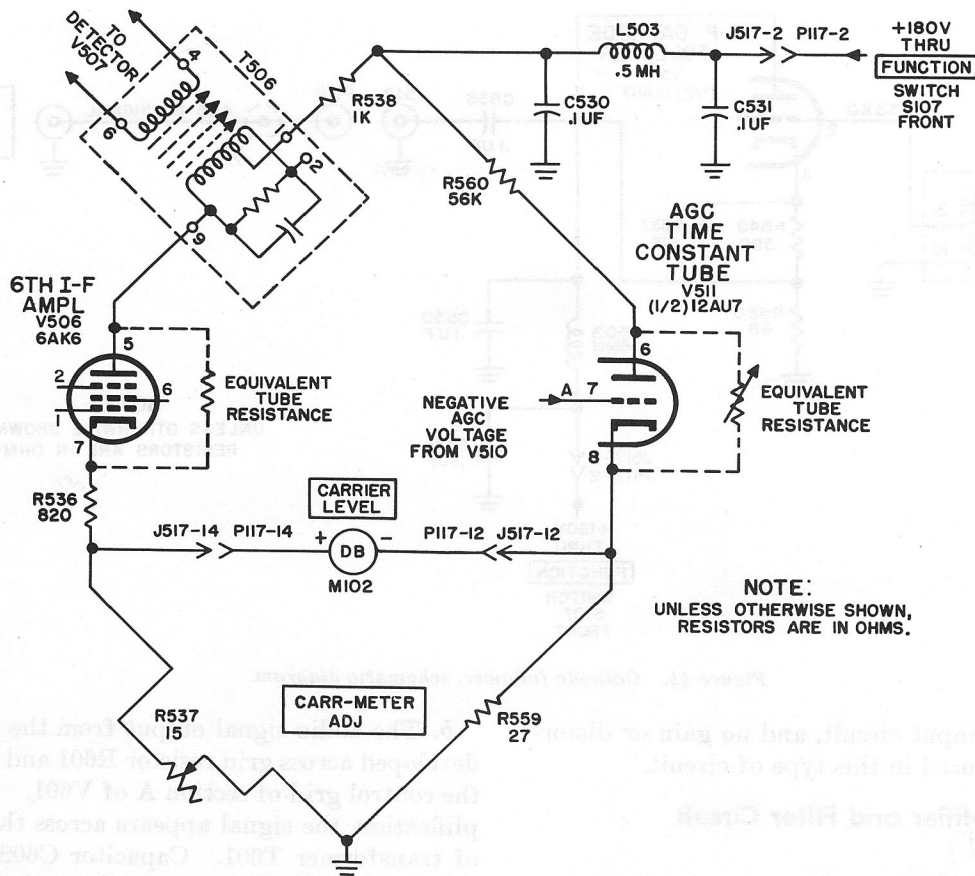 TO
DETECTOR
V507
4
T506
6
2
9
R538
1K
L503
.5 MH
J517-2
P117-2
+180V
THRU
FUNCTION
SWITCH
S107
FRONT
C530
.1UF
C531
.1UF
R560
56K
AGC
TIME
CONSTANT
TUBE
V511
(1/2) 12AU7
6TH I-F
AMPL
V506
6AK6
5
2
6
1
7
EQUIVALENT
TUBE
RESISTANCE
NEGATIVE
AGC
VOLTAGE
FROM V510
A
6
7
8
EQUIVALENT
TUBE
RESISTANCE
R536
820
J517-14
P117-14
CARRIER
LEVEL
+
DB
-
M102
P117-12
J517-12
NOTE:
UNLESS OTHERWISE SHOWN,
RESISTORS ARE IN OHMS.
R537
15
CARR-METER
ADJ
R559
27